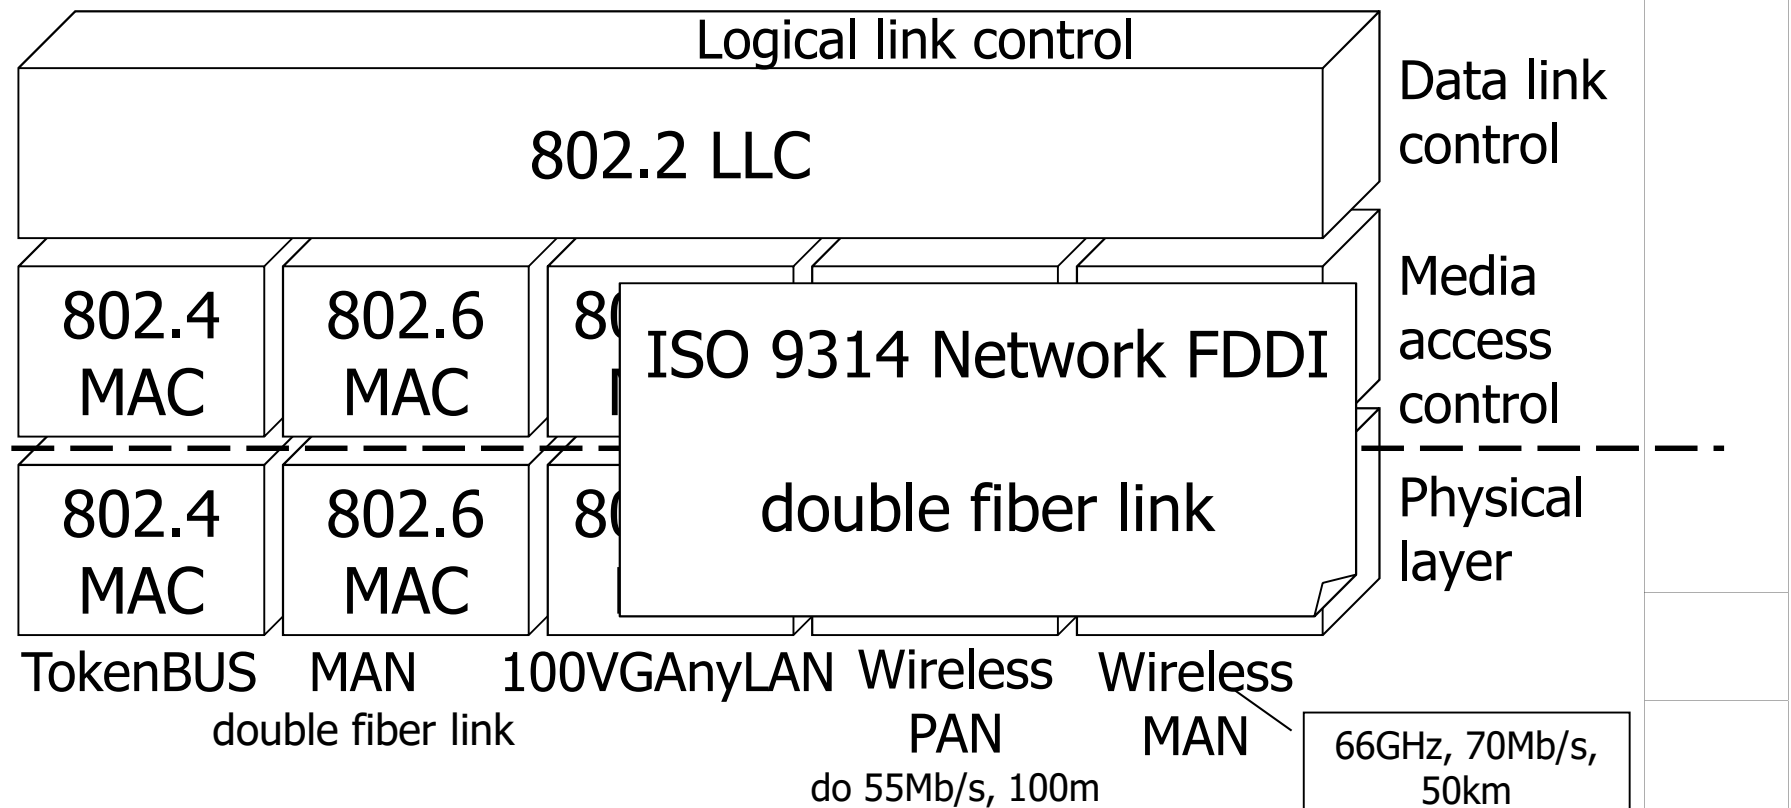 Logical link control
802.2 LLC
Data link
control
802.4
MAC
802.6
MAC
ISO 9314 Network FDDI
double fiber link
Media
access
control
802.4
MAC
802.6
MAC
Physical
layer
TokenBUS
MAN
double fiber link
100VGAnyLAN
Wireless
PAN
do 55Mb/s, 100m
Wireless
MAN
66GHz, 70Mb/s,
50km